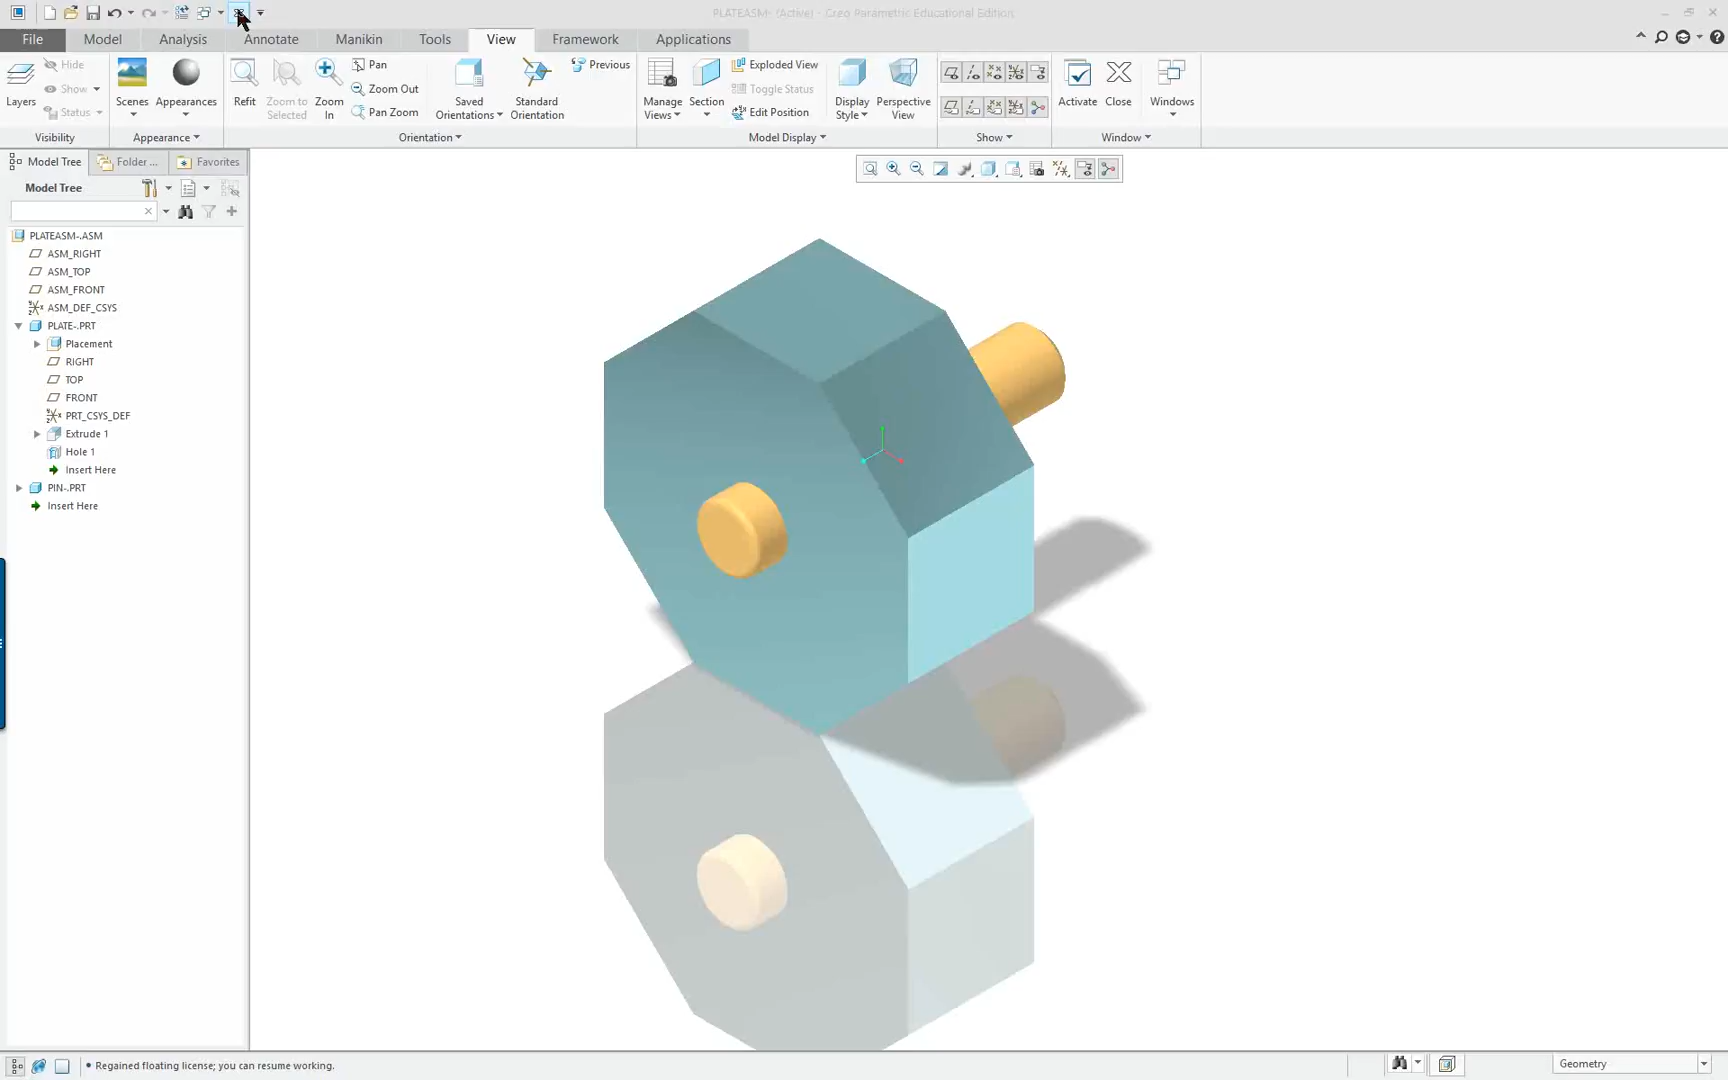 PLATEASM- (Active) - Creo Parametric Educational Edition
File Model Analysis Annotate Manikin Tools View Framework Applications
Layers
Hide
Show
Status
Visibility
Scenes
Appearances
Appearance
Refit
Zoom to Selected
Zoom In
Pan
Zoom Out
Pan Zoom
Saved Orientations
Standard Orientation
Previous
Orientation
Manage Views
Section
Exploded View
Toggle Status
Edit Position
Display Style
Perspective View
Model Display
Show
Activate
Close
Windows
Window
Model Tree Folder ... Favorites
Model Tree
PLATEASM-.ASM
ASM_RIGHT
ASM_TOP
ASM_FRONT
ASM_DEF_CSYS
PLATE-.PRT
Placement
RIGHT
TOP
FRONT
PRT_CSYS_DEF
Extrude 1
Hole 1
Insert Here
PIN-.PRT
Insert Here
• Regained floating license; you can resume working.
Geometry